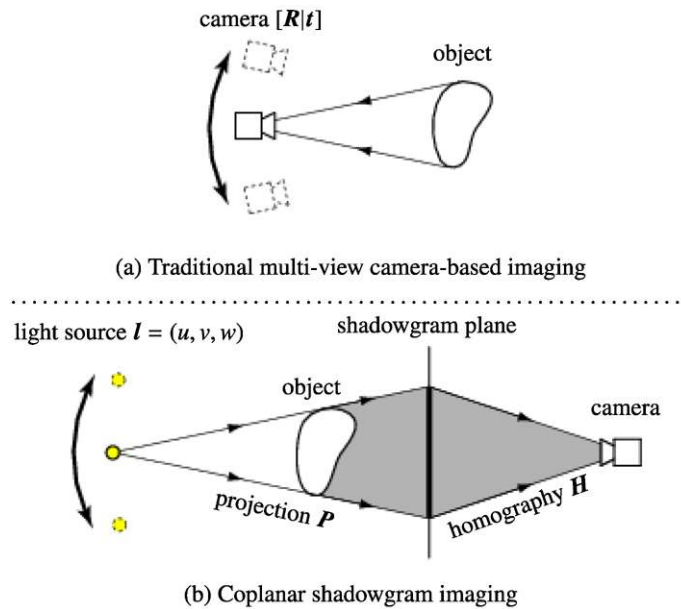 camera [R|t]
object
(a) Traditional multi-view camera-based imaging
light source l = (u, v, w)
shadowgram plane
object
camera
projection P
homography H
(b) Coplanar shadowgram imaging